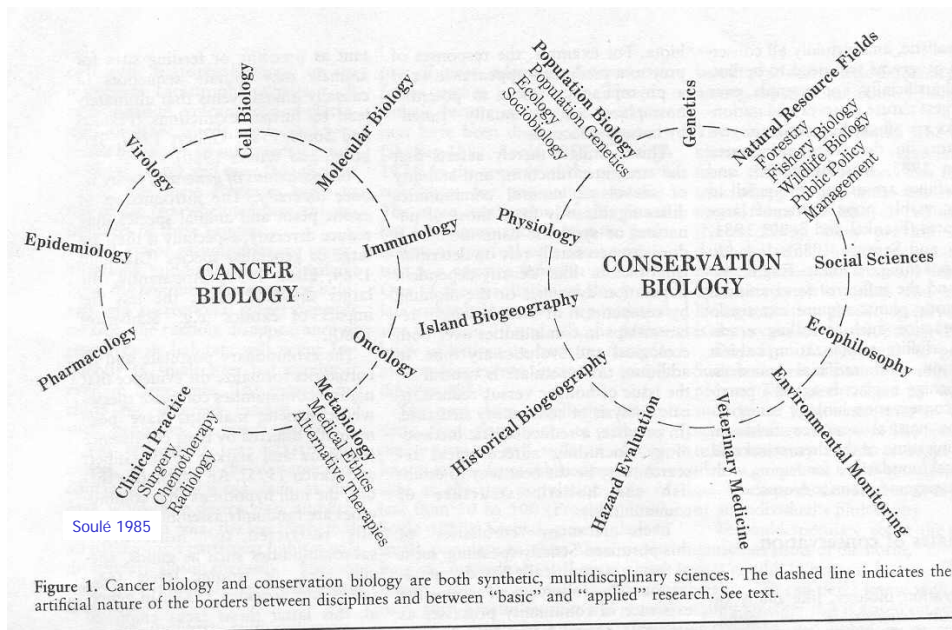 Cell Biology
Molecular Biology
Immunology
Oncology
Metabiology
Medical Ethics
Alternative Therapies
Clinical Practice
Surgery
Chemotherapy
Radiology
Pharmacology
Epidemiology
Virology
CANCER
BIOLOGY
Population Biology
Population Genetics
Ecology
Sociobiology
Genetics
Natural Resource Fields
Forestry
Fishery Biology
Wildlife Biology
Public Policy
Management
Social Sciences
Ecophilosophy
Environmental Monitoring
Veterinary Medicine
Hazard Evaluation
Historical Biogeography
Island Biogeography
Physiology
CONSERVATION
BIOLOGY
Soulé 1985
Figure 1. Cancer biology and conservation biology are both synthetic, multidisciplinary sciences. The dashed line indicates the
artificial nature of the borders between disciplines and between “basic” and “applied” research. See text.